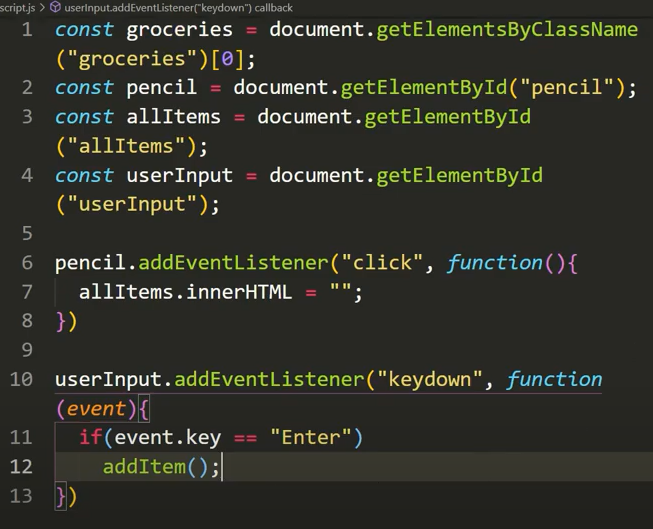 script.js > userInput.addEventListener("keydown") callback
1 const groceries = document.getElementsByClassName
("groceries")[0];
2 const pencil = document.getElementById("pencil");
3 const allItems = document.getElementById
("allItems");
4 const userInput = document.getElementById
("userInput");
5
6 pencil.addEventListener("click", function(){
7 allItems.innerHTML = "";
8 })
9
10 userInput.addEventListener("keydown", function
(event){
11 if(event.key == "Enter")
12 addItem();
13 })